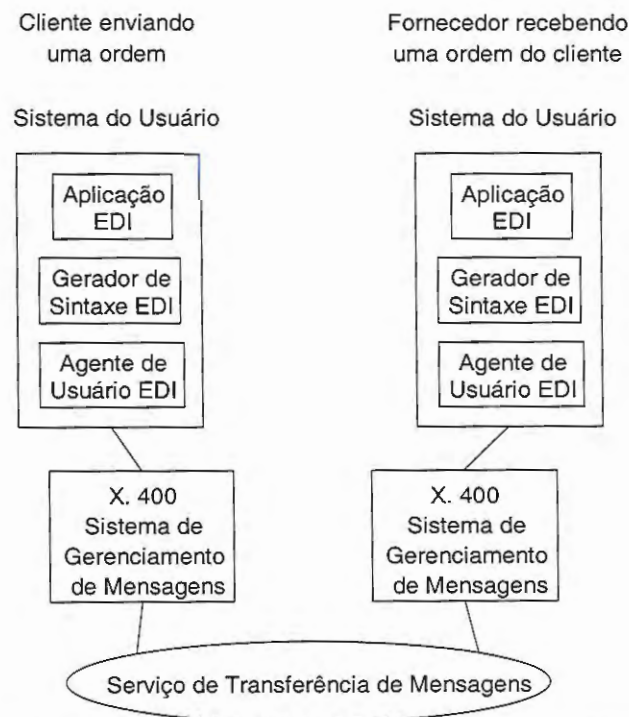 Cliente enviando
uma ordem
Fornecedor recebendo
uma ordem do cliente
Sistema do Usuário
Sistema do Usuário
Aplicação
EDI
Gerador de
Sintaxe EDI
Agente de
Usuário EDI
Aplicação
EDI
Gerador de
Sintaxe EDI
Agente de
Usuário EDI
X. 400
Sistema de
Gerenciamento
de Mensagens
X. 400
Sistema de
Gerenciamento
de Mensagens
Serviço de Transferência de Mensagens